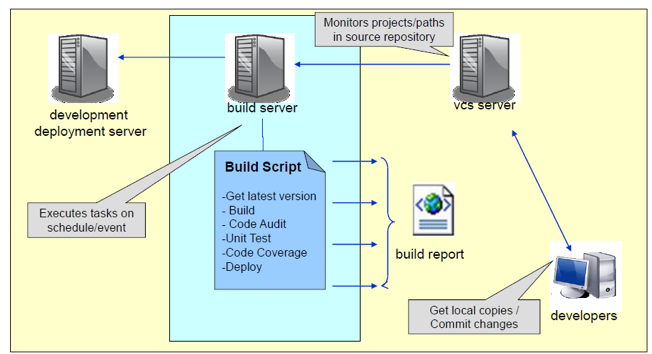 Monitors projects/paths
in source repository
development
deployment server
build server
vcs server
Build Script
-Get latest version
- Build
- Code Audit
-Unit Test
-Code Coverage
-Deploy
Executes tasks on
schedule/event
build report
Get local copies /
Commit changes
developers